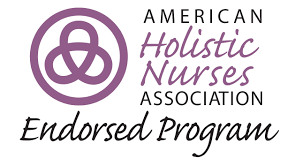 AMERICAN
Holistic
Nurses
ASSOCIATION
Endorsed Program